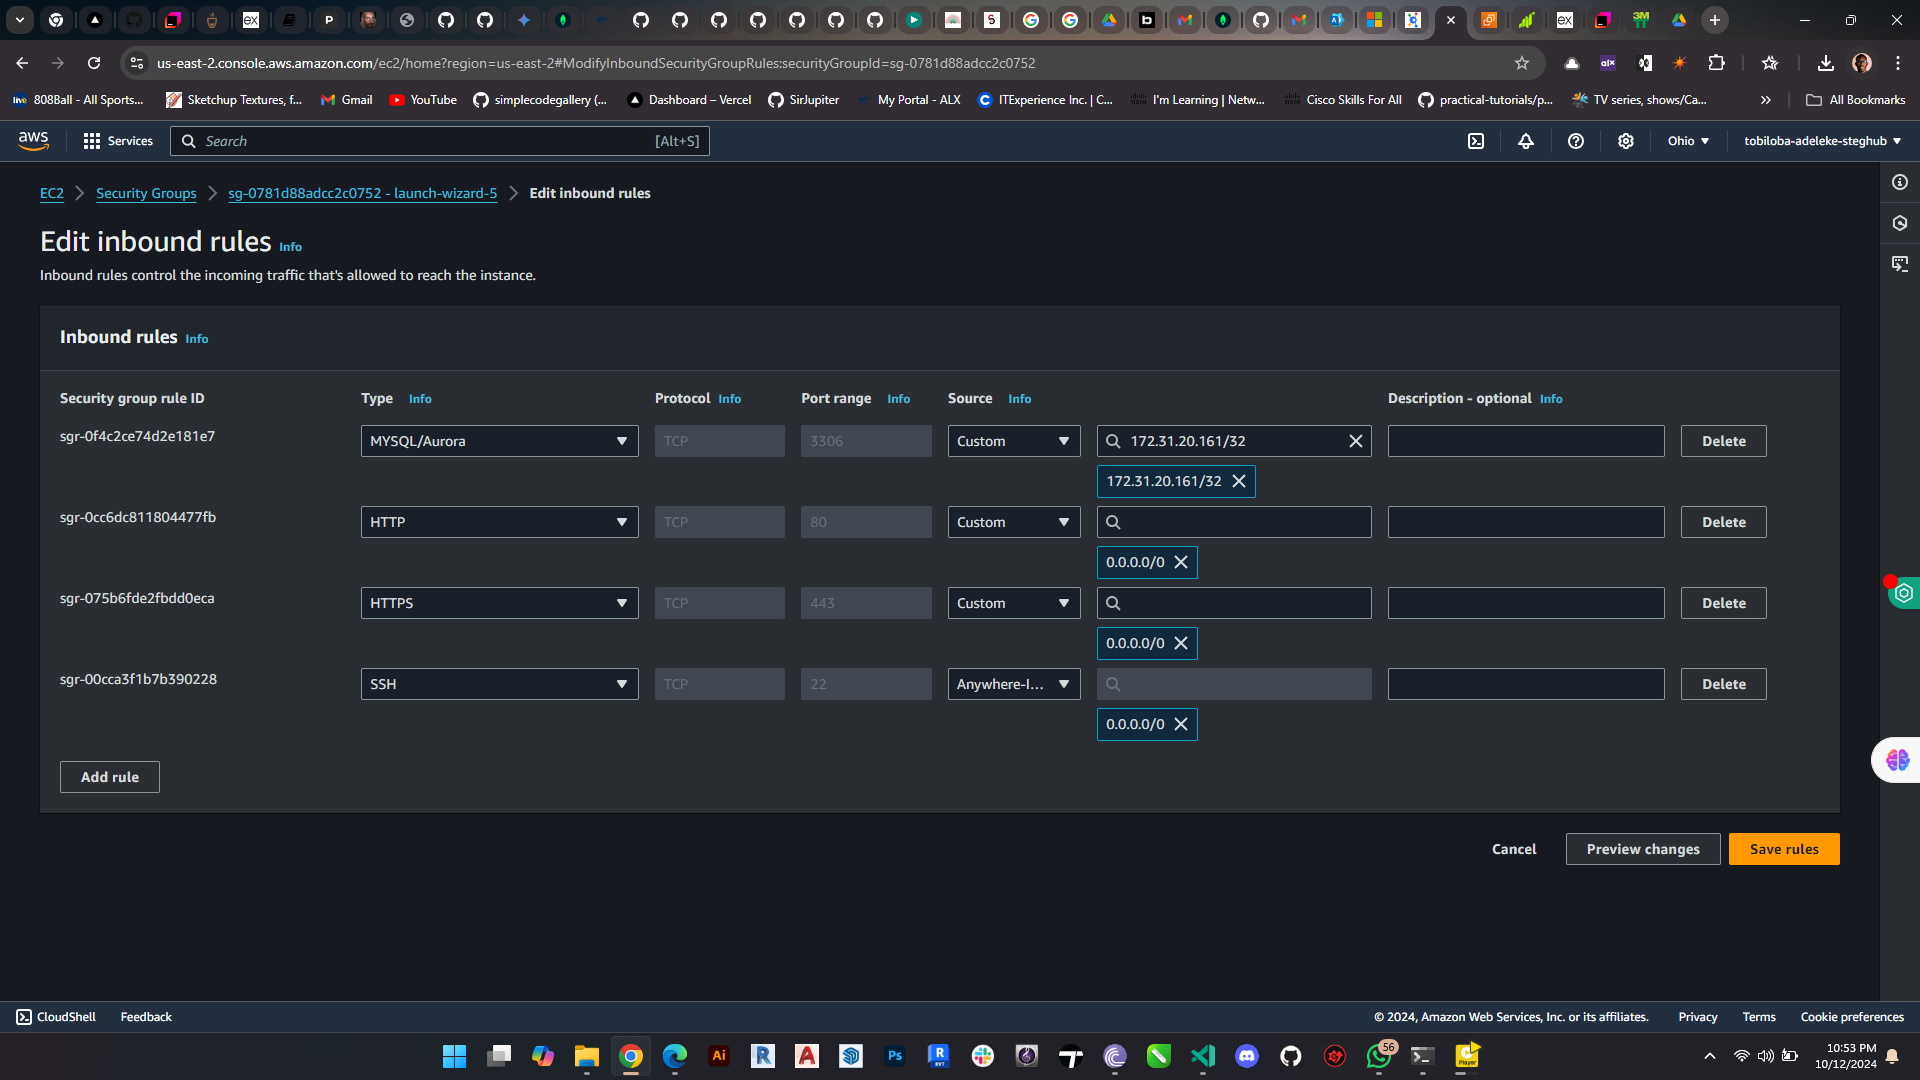 us-east-2.console.aws.amazon.com/ec2/home?region=us-east-2#ModifyInboundSecurityGroupRules:securityGroupId=sg-0781d88adcc2c0752
808Ball - All Sports... Sketchup Textures, f... Gmail YouTube simplecodegallery (... Dashboard – Vercel SirJupiter My Portal - ALX ITExperience Inc. | C... I'm Learning | Netw... Cisco Skills For All practical-tutorials/p... TV series, shows/Ca... All Bookmarks
aws Services Search [Alt+S] Ohio tobiloba-adeleke-steghub
EC2 Security Groups sg-0781d88adcc2c0752 - launch-wizard-5 Edit inbound rules
Edit inbound rules Info
Inbound rules control the incoming traffic that's allowed to reach the instance.
Inbound rules Info
Security group rule ID Type Info Protocol Info Port range Info Source Info Description - optional Info
sgr-0f4c2ce74d2e181e7 MYSQL/Aurora TCP 3306 Custom 172.31.20.161/32 Delete
172.31.20.161/32
sgr-0cc6dc811804477fb HTTP TCP 80 Custom Delete
0.0.0.0/0
sgr-075b6fde2fbdd0eca HTTPS TCP 443 Custom Delete
0.0.0.0/0
sgr-00cca3f1b7b390228 SSH TCP 22 Anywhere-I... Delete
0.0.0.0/0
Add rule
Cancel Preview changes Save rules
CloudShell Feedback © 2024, Amazon Web Services, Inc. or its affiliates. Privacy Terms Cookie preferences
56
10:53 PM
10/12/2024